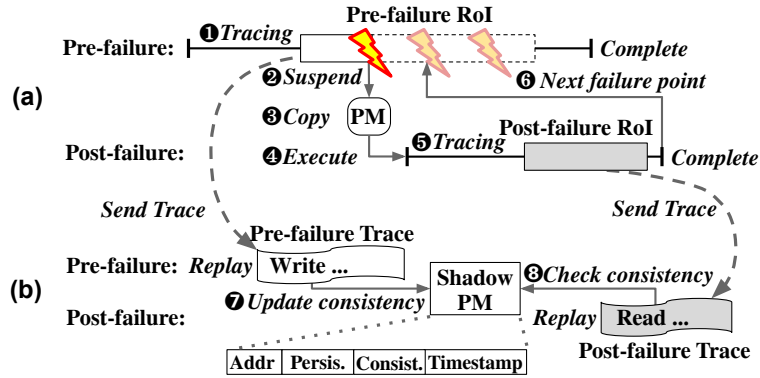 Pre-failure RoI
Pre-failure: ❶Tracing Complete
❷Suspend ❻Next failure point
(a)
❸Copy PM
Post-failure RoI
Post-failure: ❹Execute ❺Tracing Complete
Send Trace Send Trace
Pre-failure Trace
Pre-failure: Replay Write ... Shadow PM ❽Check consistency
(b)
❼Update consistency
Post-failure: Replay Read ...
Post-failure Trace
Addr Persis. Consist. Timestamp